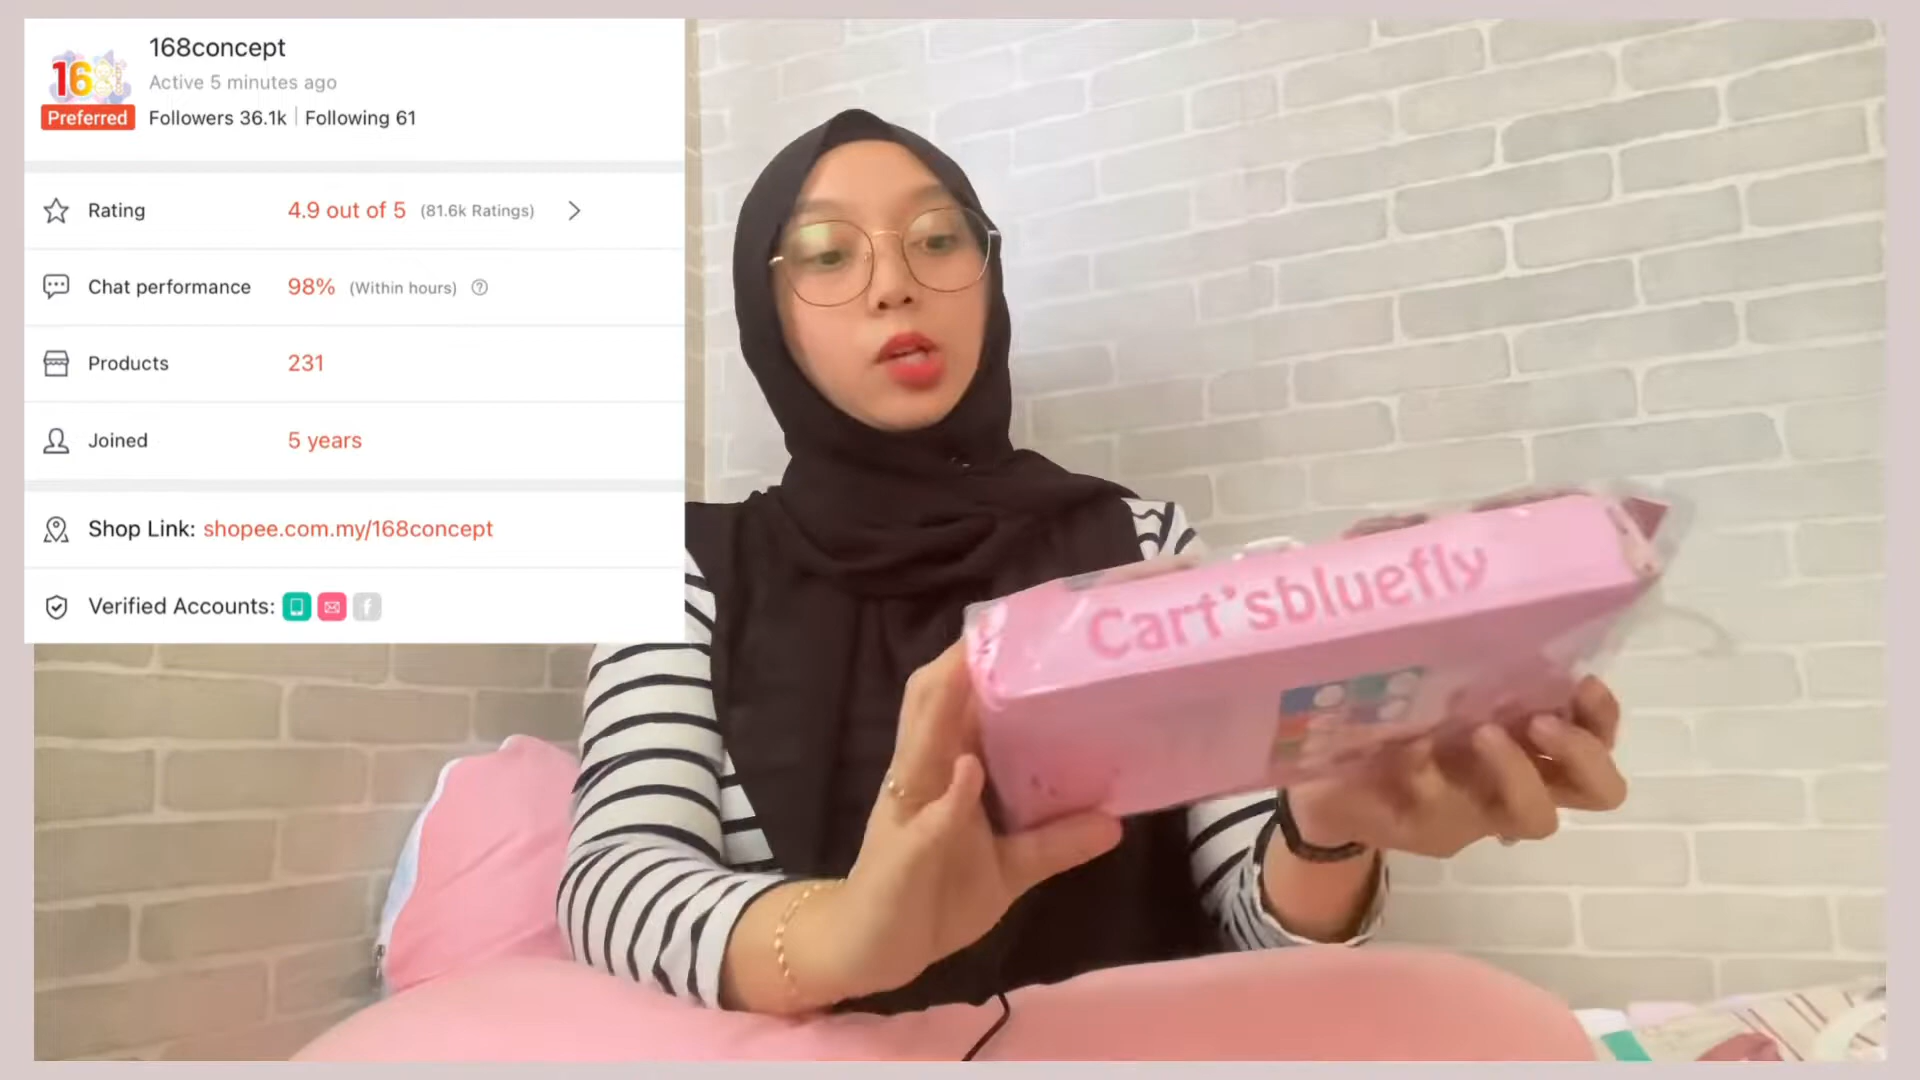 168concept
168
Active 5 minutes ago
Preferred
Followers 36.1k | Following 61
Rating 4.9 out of 5 (81.6k Ratings)
Chat performance 98% (Within hours)
Products 231
Joined 5 years
Shop Link: shopee.com.my/168concept
Verified Accounts:
Cart'sbluefly